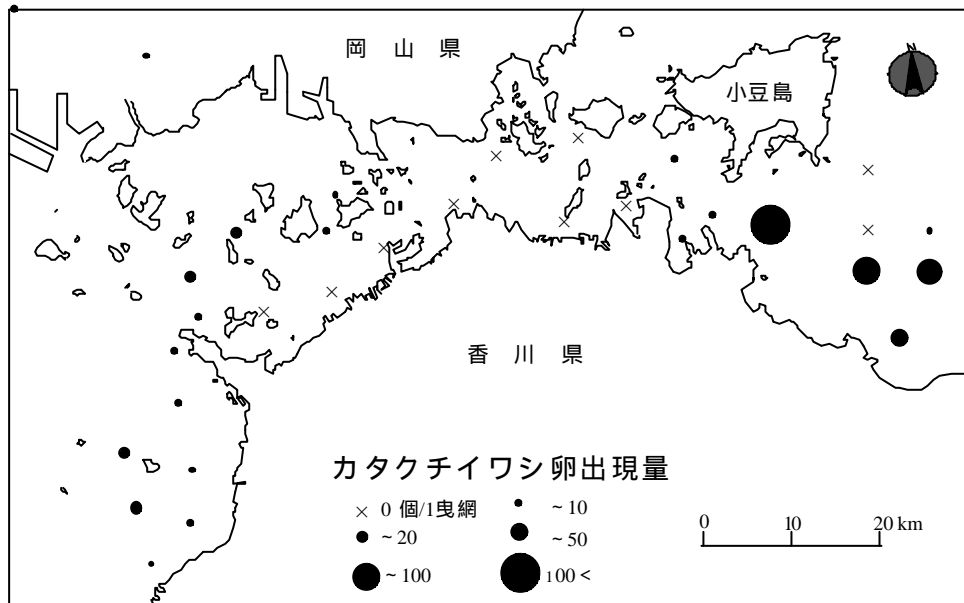 岡山県
N
小豆島
香川県
カタクチイワシ卵出現量
× 0 個/1曳網
~10
~20
~50
~100
100<
0 10 20 km